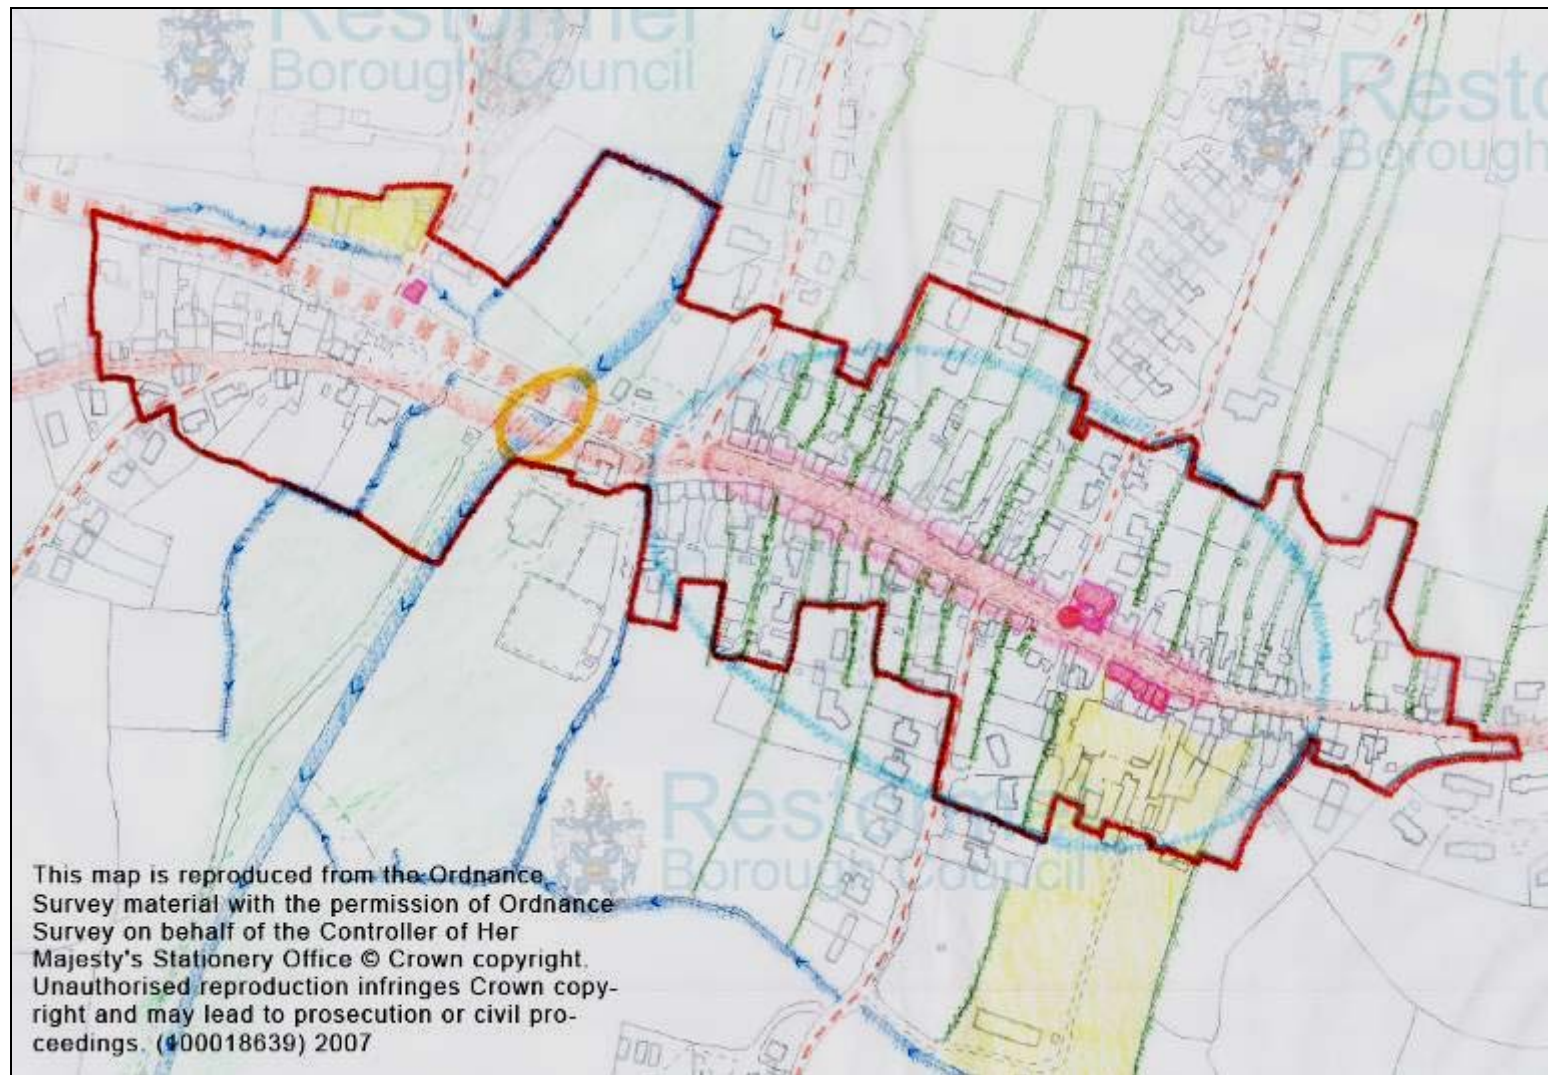 Restormel
Borough Council
Resto
Borough
Restormel
Borough Council
This map is reproduced from the Ordnance
Survey material with the permission of Ordnance
Survey on behalf of the Controller of Her
Majesty's Stationery Office © Crown copyright.
Unauthorised reproduction infringes Crown copy-
right and may lead to prosecution or civil pro-
ceedings. (100018639) 2007